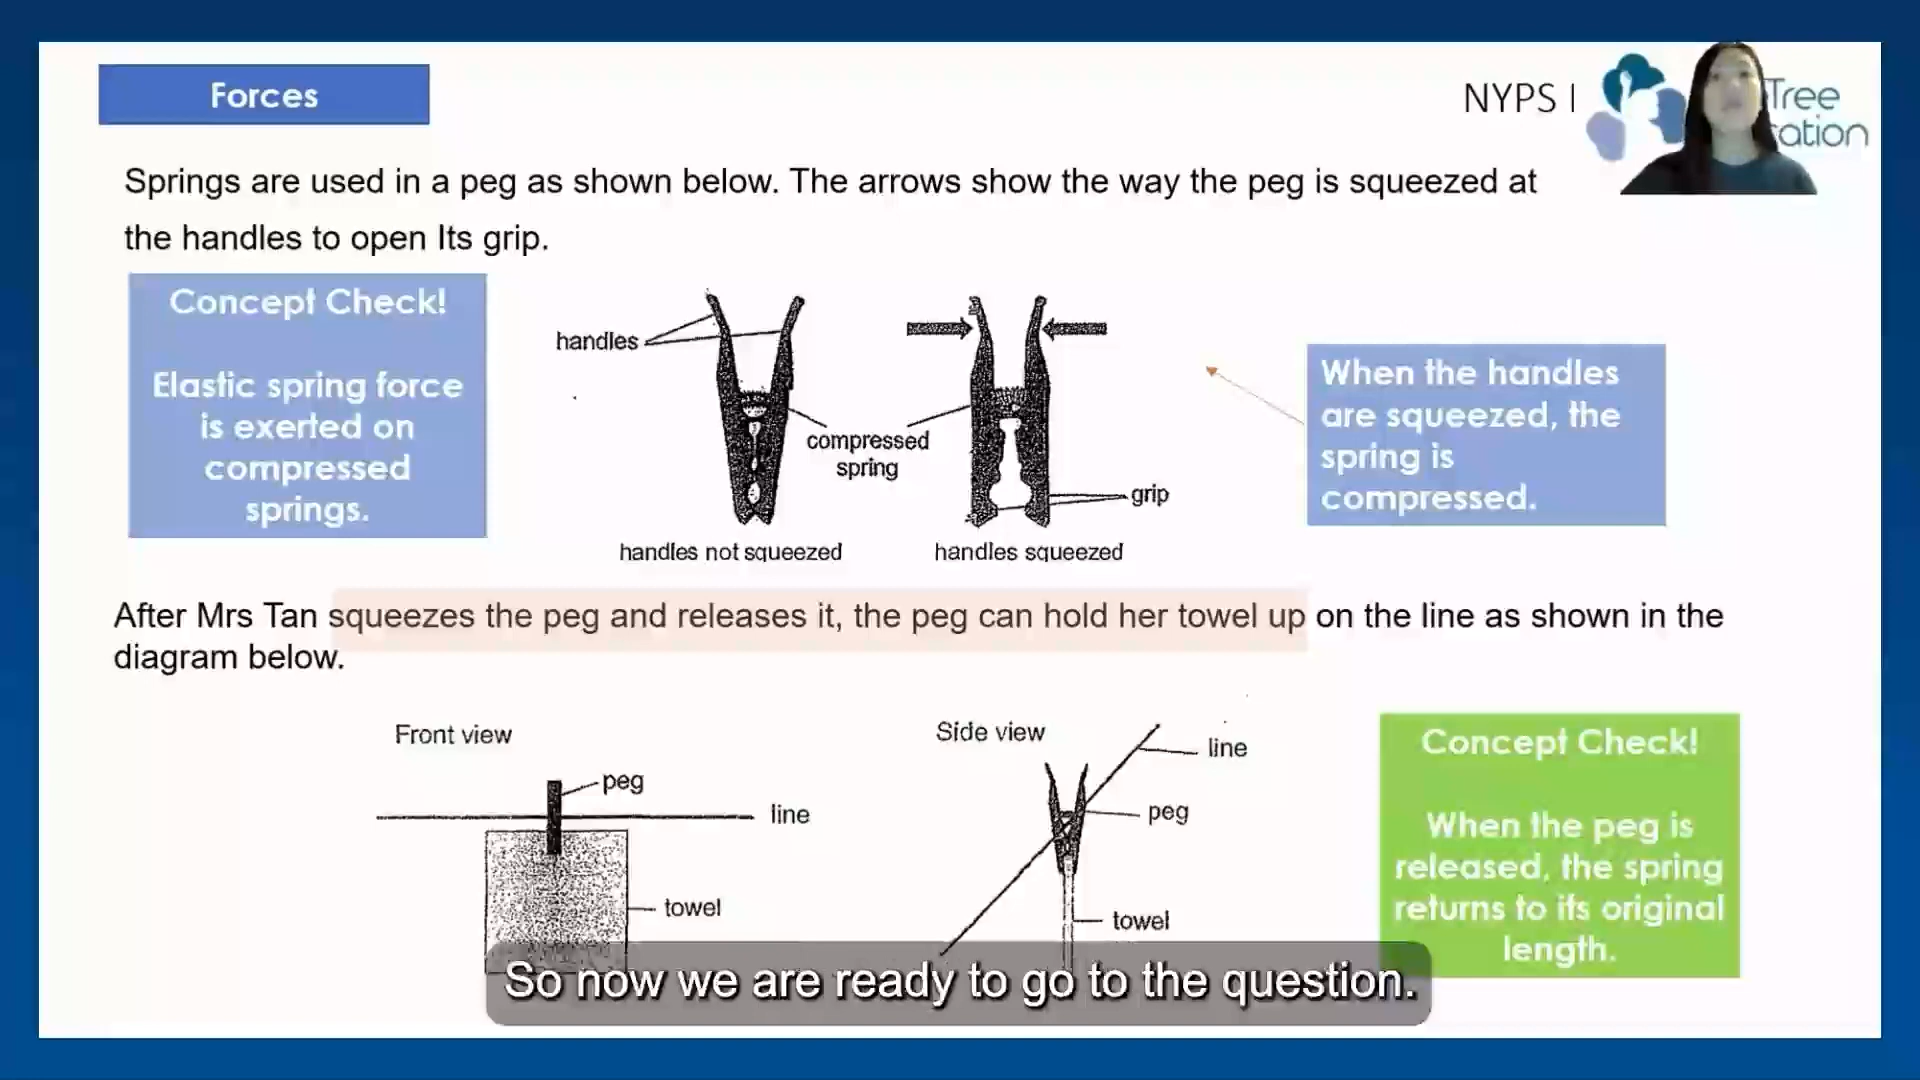 Forces
NYPS I
Tree
cation
Springs are used in a peg as shown below. The arrows show the way the peg is squeezed at
the handles to open Its grip.
Concept Check!
Elastic spring force
is exerted on
compressed
springs.
handles
compressed
spring
grip
handles not squeezed
handles squeezed
When the handles
are squeezed, the
spring is
compressed.
After Mrs Tan squeezes the peg and releases it, the peg can hold her towel up on the line as shown in the
diagram below.
Front view
peg
line
towel
Side view
line
peg
towel
Concept Check!
When the peg is
released, the spring
returns to its original
length.
So now we are ready to go to the question.